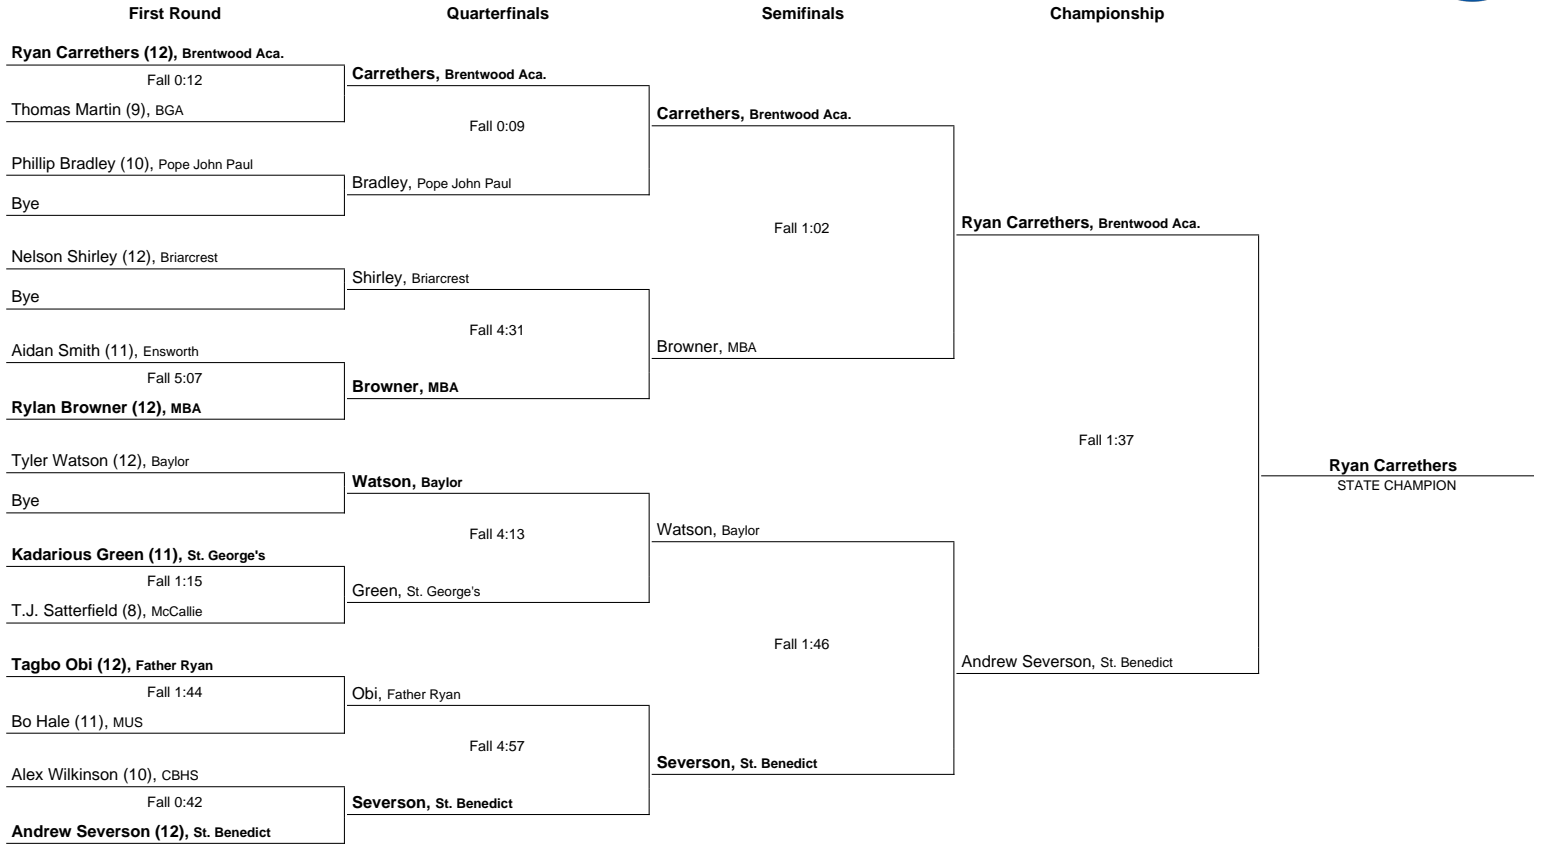 First Round Quarterfinals Semifinals Championship
Ryan Carrethers (12), Brentwood Aca.
Fall 0:12
Thomas Martin (9), BGA
Phillip Bradley (10), Pope John Paul
Bye
Nelson Shirley (12), Briarcrest
Bye
Aidan Smith (11), Ensworth
Fall 5:07
Rylan Browner (12), MBA
Tyler Watson (12), Baylor
Bye
Kadarious Green (11), St. George's
Fall 1:15
T.J. Satterfield (8), McCallie
Tagbo Obi (12), Father Ryan
Fall 1:44
Bo Hale (11), MUS
Alex Wilkinson (10), CBHS
Fall 0:42
Andrew Severson (12), St. Benedict
Carrethers, Brentwood Aca.
Fall 0:09
Bradley, Pope John Paul
Shirley, Briarcrest
Fall 4:31
Browner, MBA
Watson, Baylor
Fall 4:13
Green, St. George's
Obi, Father Ryan
Fall 4:57
Severson, St. Benedict
Carrethers, Brentwood Aca.
Fall 1:02
Browner, MBA
Watson, Baylor
Fall 1:46
Severson, St. Benedict
Ryan Carrethers, Brentwood Aca.
Fall 1:37
Andrew Severson, St. Benedict
Ryan Carrethers
STATE CHAMPION